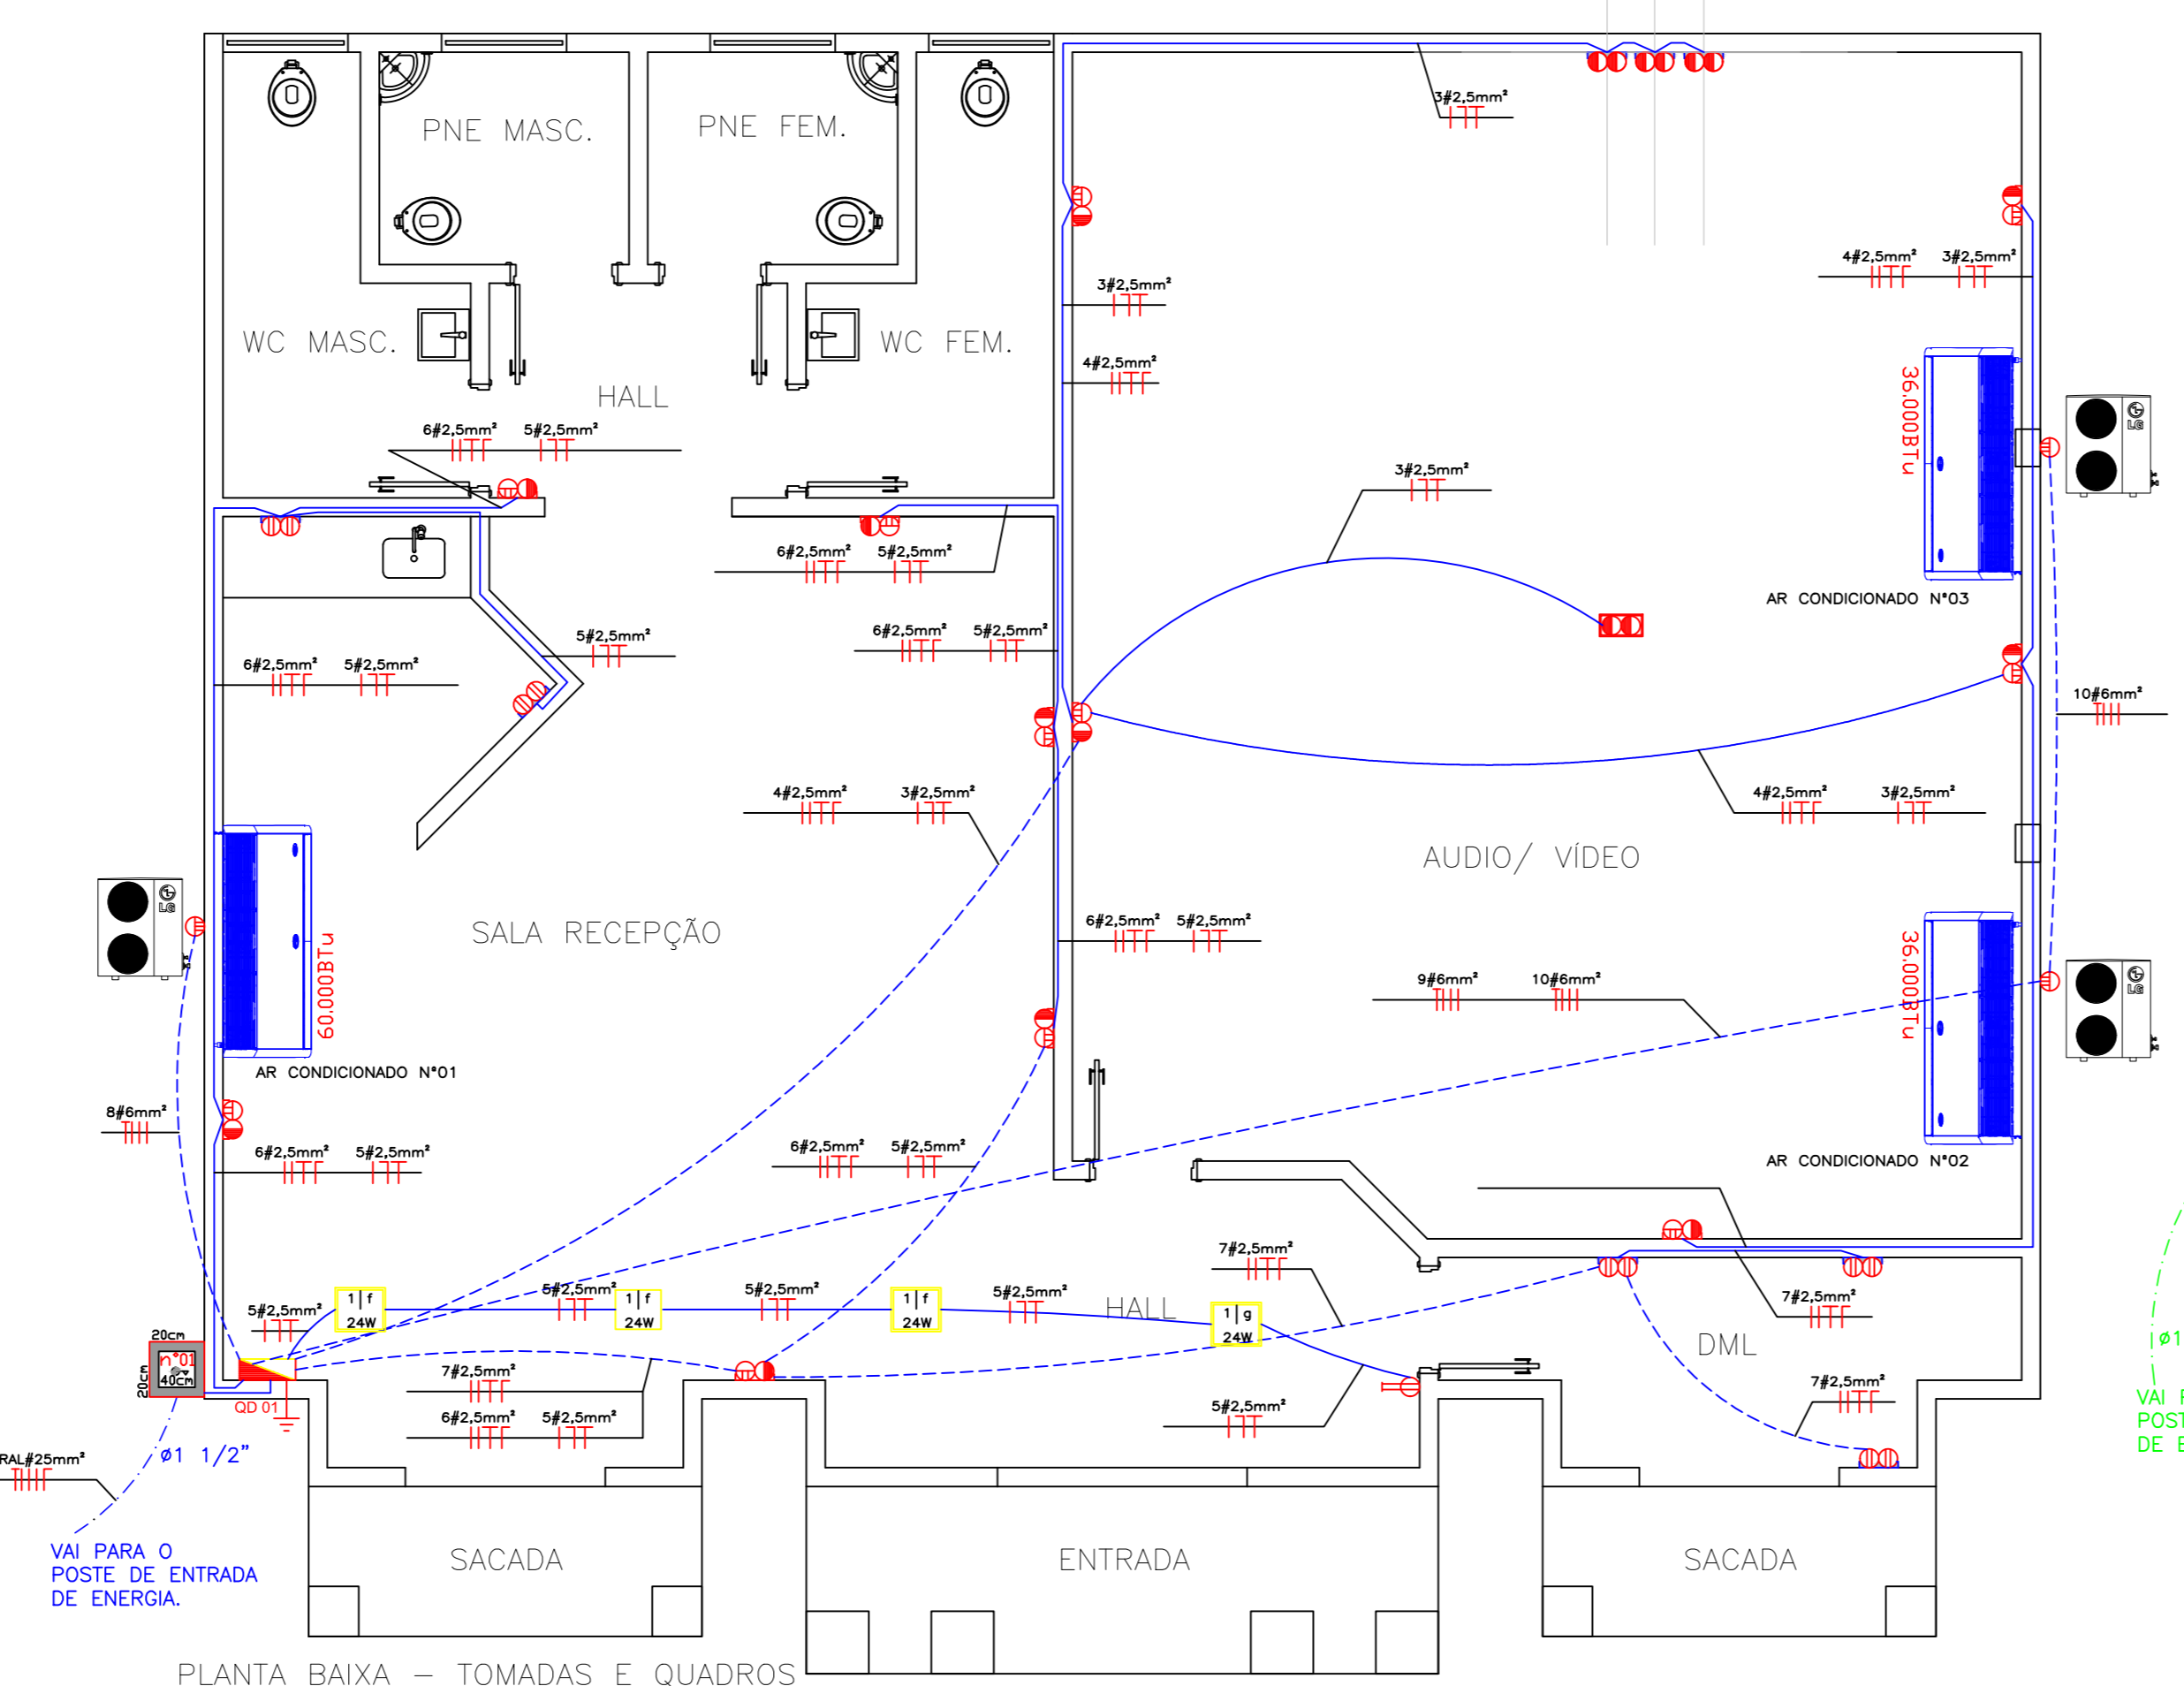 3#2,5mm²
PNE MASC.
PNE FEM.
4#2,5mm² 3#2,5mm²
3#2,5mm²
WC MASC.
WC FEM.
4#2,5mm²
HALL
36.000BTu
LG
6#2,5mm² 5#2,5mm²
3#2,5mm²
6#2,5mm² 5#2,5mm²
AR CONDICIONADO N°03
6#2,5mm² 5#2,5mm²
5#2,5mm²
6#2,5mm² 5#2,5mm²
10#6mm²
4#2,5mm² 3#2,5mm²
4#2,5mm² 3#2,5mm²
AUDIO/ VÍDEO
LG
SALA RECEPÇÃO
6#2,5mm² 5#2,5mm²
60.000BTu
9#6mm² 10#6mm²
36.000BTu
LG
AR CONDICIONADO N°01
8#6mm²
6#2,5mm² 5#2,5mm²
6#2,5mm² 5#2,5mm²
AR CONDICIONADO N°02
7#2,5mm²
5#2,5mm²
1|f
24W
5#2,5mm²
1|f
24W
5#2,5mm²
1|f
24W
5#2,5mm²
HALL
1|g
24W
7#2,5mm²
20cm
20cm
n°01
40cm
DML
Ø1
7#2,5mm²
7#2,5mm²
QD 01
6#2,5mm² 5#2,5mm²
5#2,5mm²
VAI
POST
DE E
RAL#25mm²
Ø1 1/2"
VAI PARA O
POSTE DE ENTRADA
DE ENERGIA.
SACADA
ENTRADA
SACADA
PLANTA BAIXA – TOMADAS E QUADROS